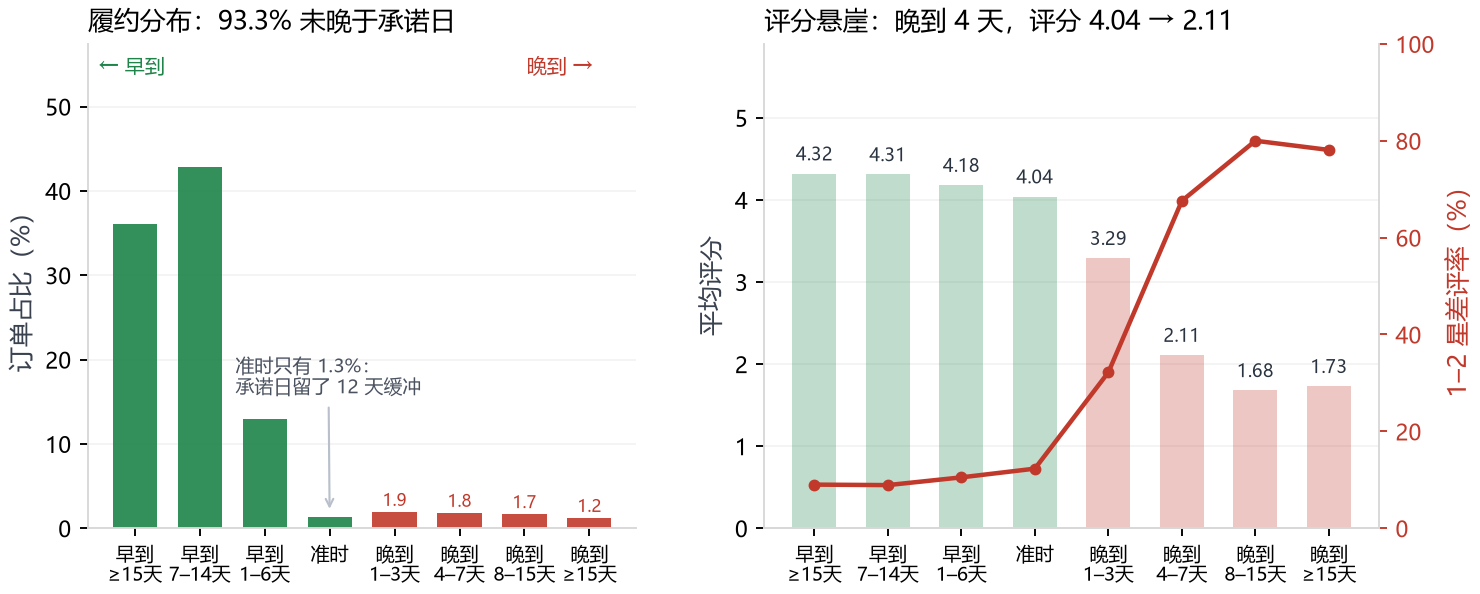 履约分布：93.3% 未晚于承诺日
← 早到
晚到 →
订单占比（%）
50
40
30
20
10
0
准时只有 1.3%：
承诺日留了 12 天缓冲
1.9
1.8
1.7
1.2
早到
≥15天
早到
7–14天
早到
1–6天
准时
晚到
1–3天
晚到
4–7天
晚到
8–15天
晚到
≥15天
评分悬崖：晚到 4 天，评分 4.04 → 2.11
平均评分
5
4
3
2
1
0
4.32
4.31
4.18
4.04
3.29
2.11
1.68
1.73
早到
≥15天
早到
7–14天
早到
1–6天
准时
晚到
1–3天
晚到
4–7天
晚到
8–15天
晚到
≥15天
100
80
60
40
20
0
1–2 星差评率（%）